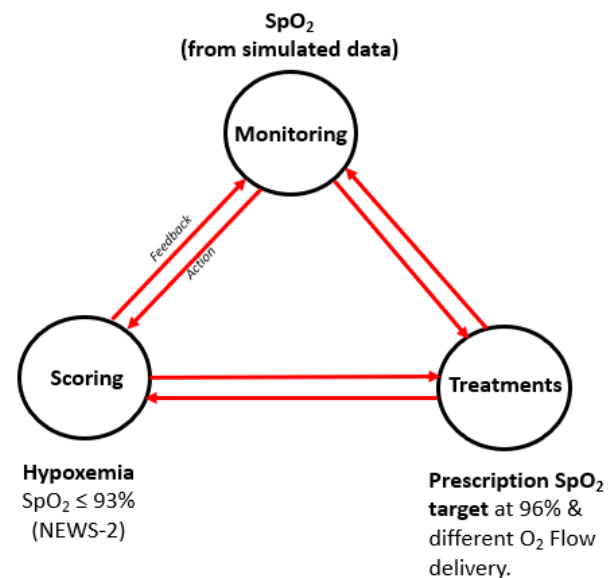 SpO₂
(from simulated data)
Monitoring
Feedback
Action
Scoring
Treatments
Hypoxemia
SpO₂ ≤ 93%
(NEWS-2)
Prescription SpO₂
target at 96% &
different O₂ Flow
delivery.